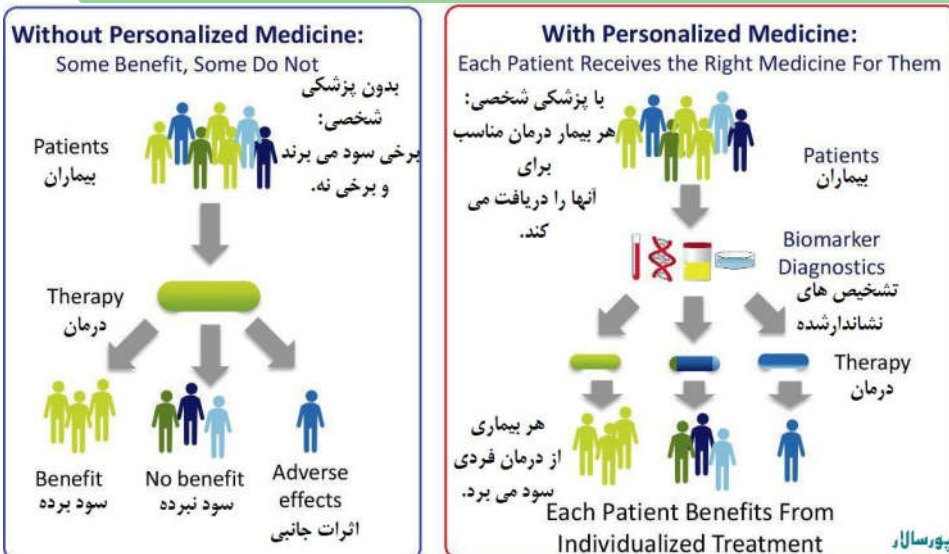 Without Personalized Medicine:
Some Benefit, Some Do Not
بدون پزشکی
شخصی:
برخی سود می برند
و برخی نه.
Patients
بیماران
Therapy
درمان
Benefit
سود برده
No benefit
سود نبرده
Adverse
effects
اثرات جانبی
With Personalized Medicine:
Each Patient Receives the Right Medicine For Them
با پزشکی شخصی:
هر بیمار درمان مناسب
برای
آنها را دریافت می
کند.
Patients
بیماران
Biomarker
Diagnostics
تشخیص های
نشاندارشده
Therapy
درمان
هر بیماری
از درمان فردی
سود می برد.
Each Patient Benefits From
Individualized Treatment
پورسالار